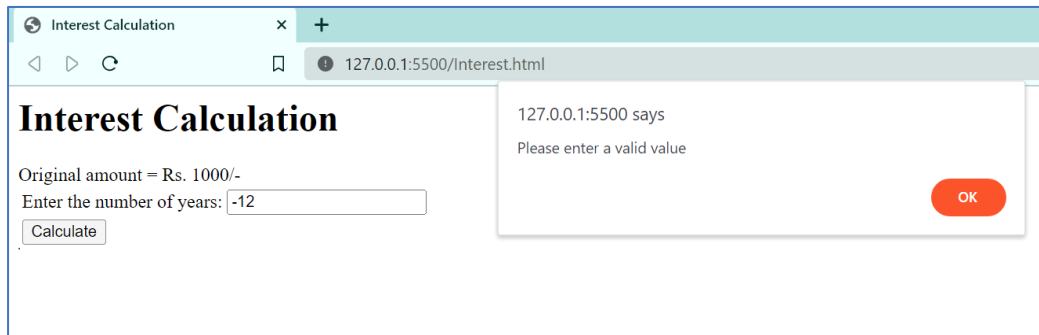 Interest Calculation
127.0.0.1:5500/Interest.html
127.0.0.1:5500 says
Please enter a valid value
OK
Interest Calculation
Original amount = Rs. 1000/-
Enter the number of years: -12
Calculate